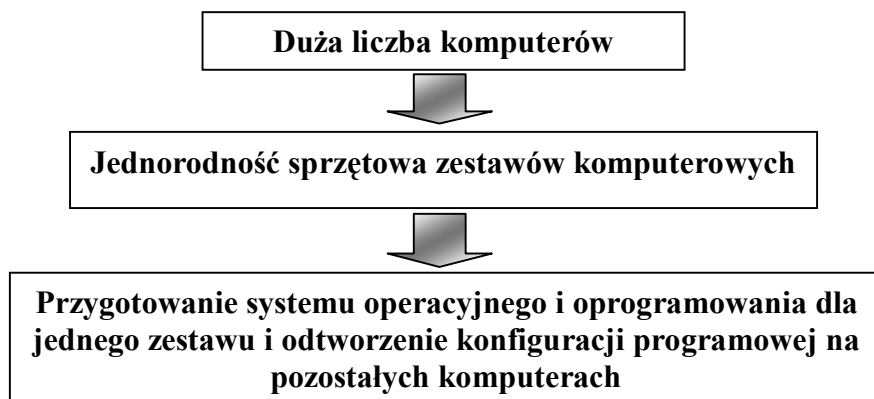 Duża liczba komputerów
Jednorodność sprzętowa zestawów komputerowych
Przygotowanie systemu operacyjnego i oprogramowania dla
jednego zestawu i odtworzenie konfiguracji programowej na
pozostałych komputerach